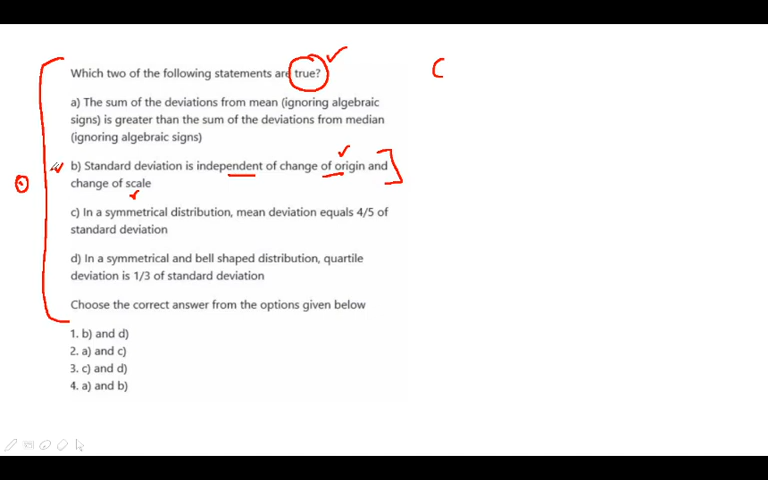 Which two of the following statements are true?
a) The sum of the deviations from mean (ignoring algebraic
signs) is greater than the sum of the deviations from median
(ignoring algebraic signs)
b) Standard deviation is independent of change of origin and
change of scale
c) In a symmetrical distribution, mean deviation equals 4/5 of
standard deviation
d) In a symmetrical and bell shaped distribution, quartile
deviation is 1/3 of standard deviation
Choose the correct answer from the options given below
1. b) and d)
2. a) and c)
3. c) and d)
4. a) and b)